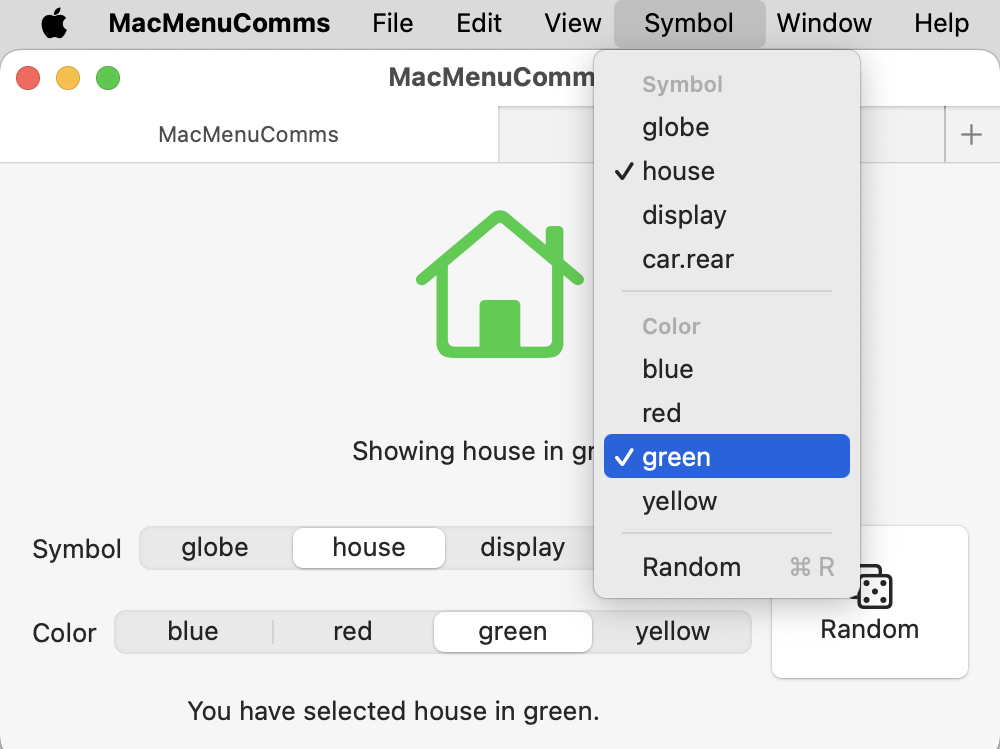 MacMenuComms File Edit View Symbol Window Help
MacMenuComm
MacMenuComms +
Symbol
globe
✓ house
display
car.rear
Color
blue
red
✓ green
yellow
Random ⌘ R
Showing house in gr
Symbol globe house display
Color blue red green yellow
Random
You have selected house in green.